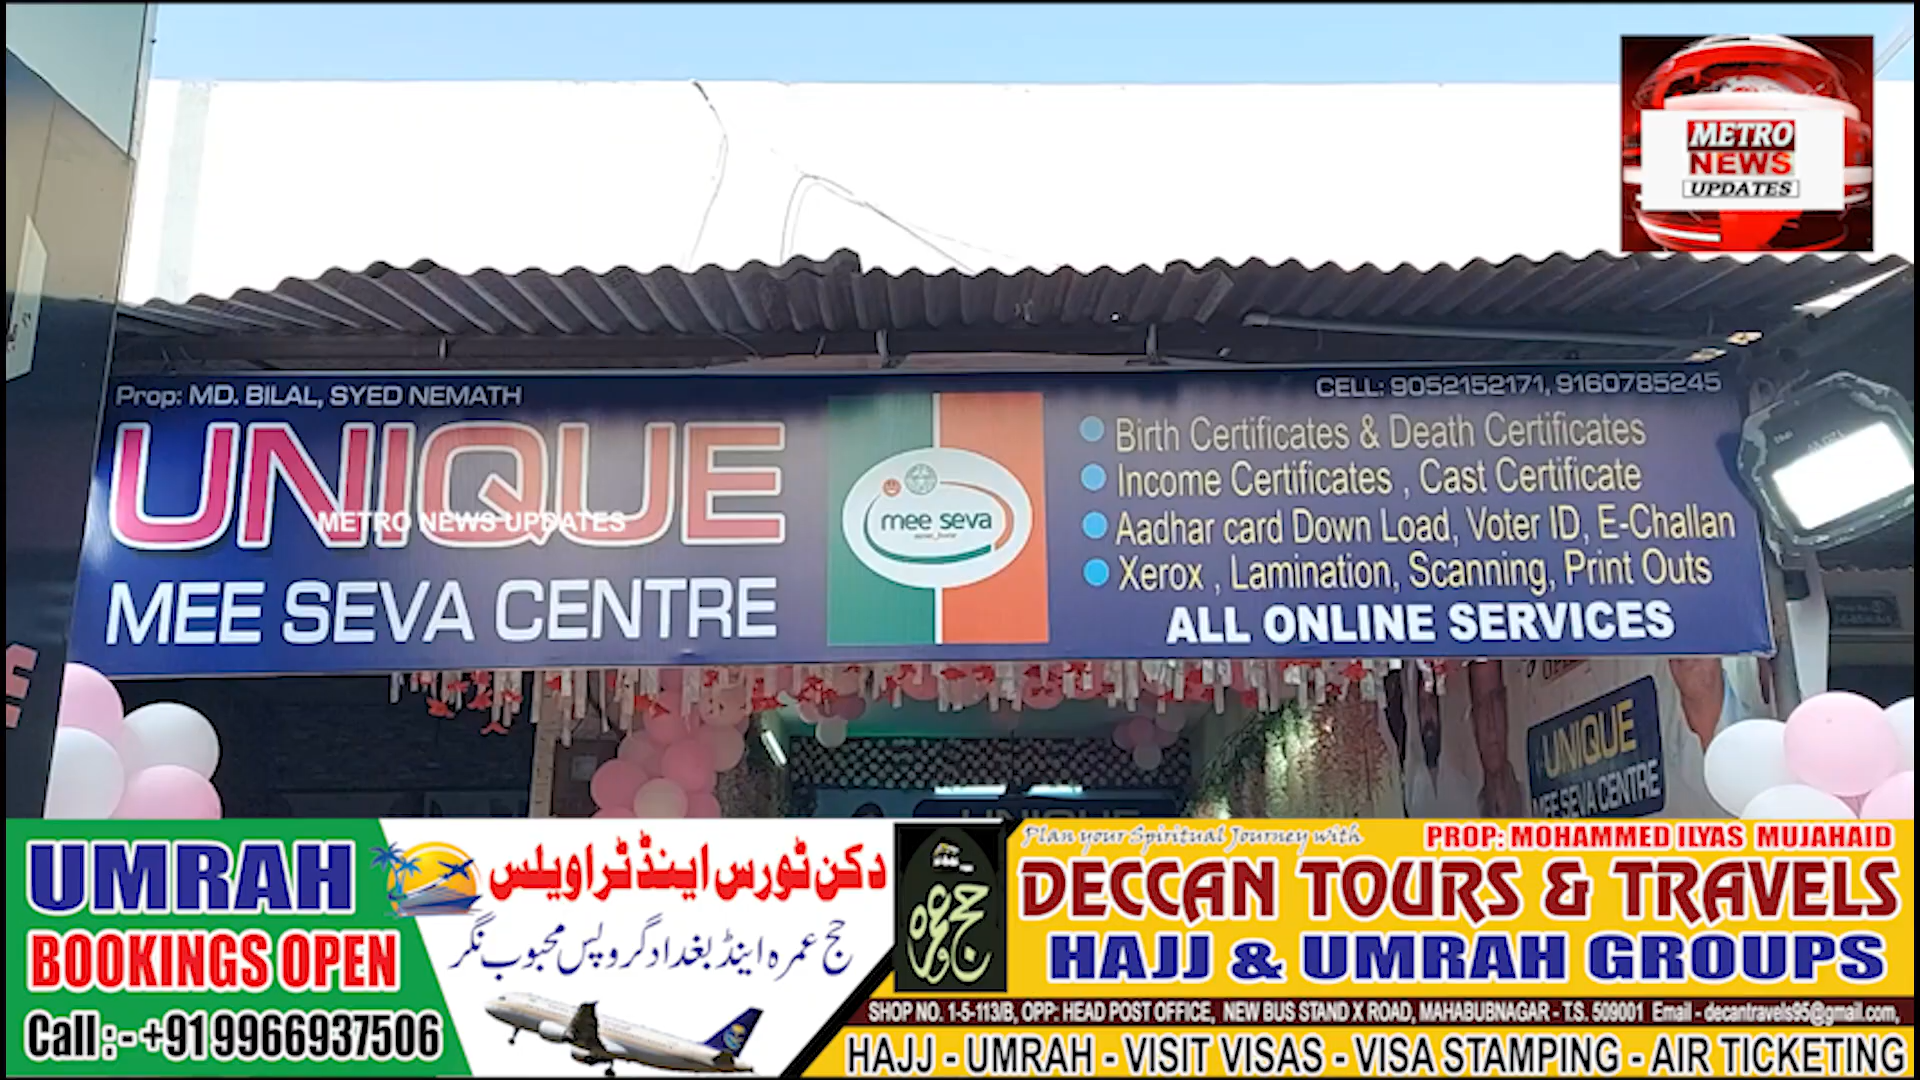 METRO
NEWS
UPDATES
Prop: MD. BILAL, SYED NEMATH
CELL: 9052152171, 9160785245
UNIQUE
METRO NEWS UPDATES
MEE SEVA CENTRE
mee seva
Birth Certificates & Death Certificates
Income Certificates , Cast Certificate
Aadhar card Down Load, Voter ID, E-Challan
Xerox , Lamination, Scanning, Print Outs
ALL ONLINE SERVICES
UNIQUE
MEE SEVA CENTRE
UNIQUE
UMRAH
BOOKINGS OPEN
Call :- +91 9966937506
دکن ٹورس اینڈ ٹراویلس
حج عمرہ اینڈ بغداد گروپس محبوب نگر
حج وعمرہ
Plan your Spiritual Journey with
PROP: MOHAMMED ILYAS MUJAHAID
DECCAN TOURS & TRAVELS
HAJJ & UMRAH GROUPS
SHOP NO. 1-5-113/B, OPP: HEAD POST OFFICE, NEW BUS STAND X ROAD, MAHABUBNAGAR - T.S. 509001 Email - decantravels95@gmail.com,
HAJJ - UMRAH - VISIT VISAS - VISA STAMPING - AIR TICKETING